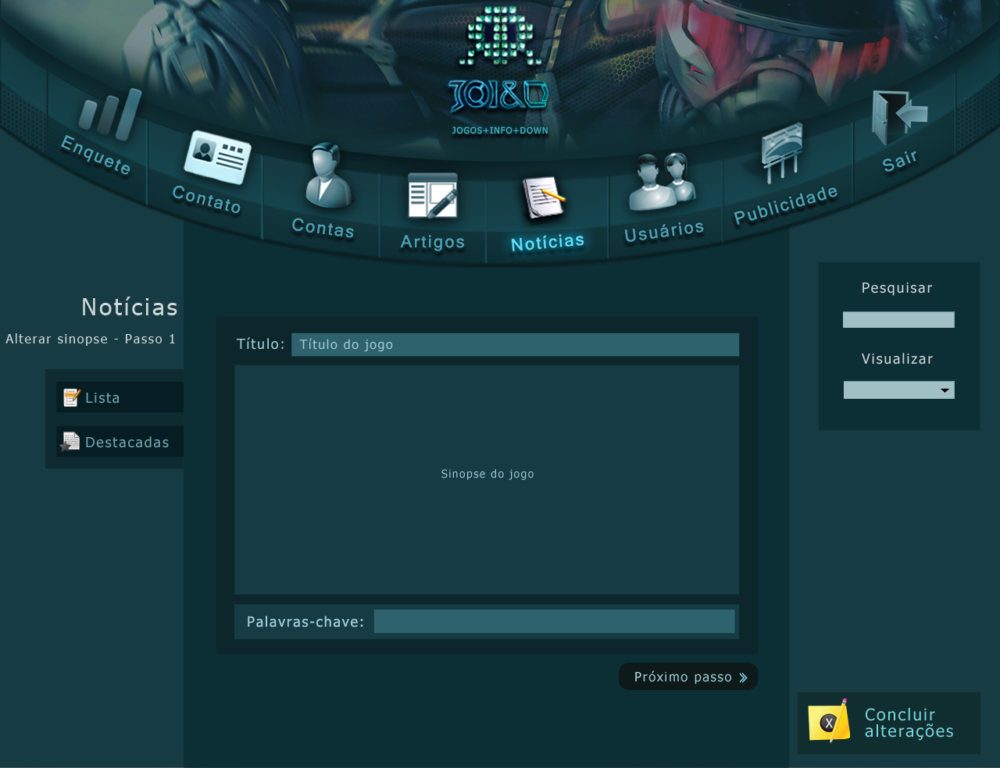 JOI&D
JOGOS+INFO+DOWN
Enquete
Contato
Contas
Artigos
Notícias
Usuários
Publicidade
Sair
Notícias
Alterar sinopse - Passo 1
Lista
Destacadas
Título: Título do jogo
Sinopse do jogo
Palavras-chave:
Próximo passo
Pesquisar
Visualizar
X
Concluir
alterações